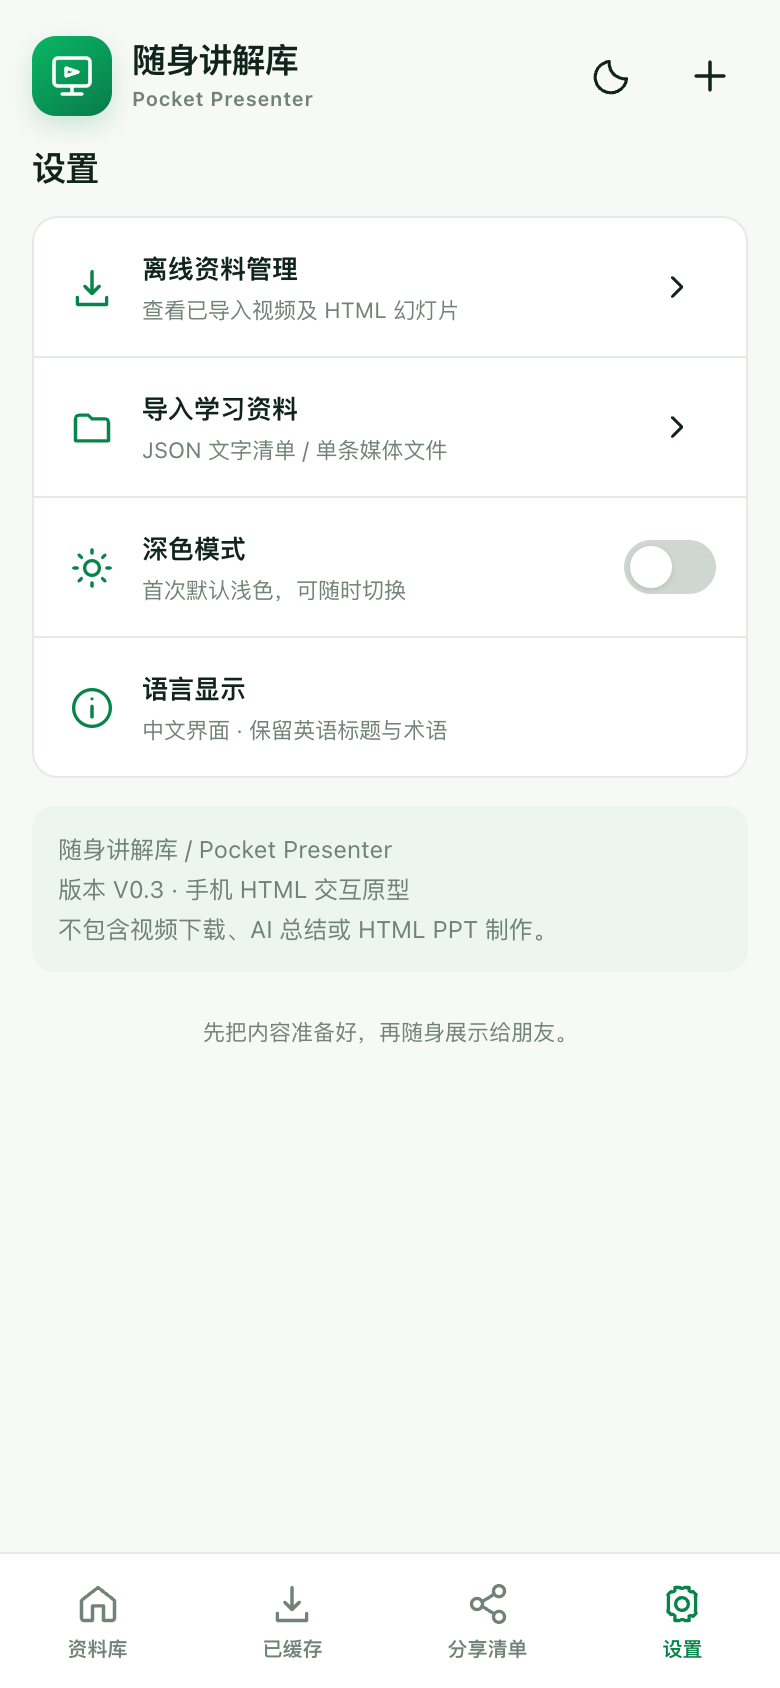 随身讲解库
Pocket Presenter
设置
离线资料管理
查看已导入视频及 HTML 幻灯片
导入学习资料
JSON 文字清单 / 单条媒体文件
深色模式
首次默认浅色，可随时切换
语言显示
中文界面 · 保留英语标题与术语
随身讲解库 / Pocket Presenter
版本 V0.3 · 手机 HTML 交互原型
不包含视频下载、AI 总结或 HTML PPT 制作。
先把内容准备好，再随身展示给朋友。
资料库
已缓存
分享清单
设置